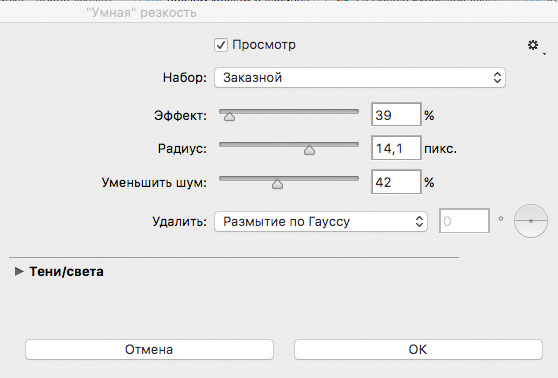 "Умная" резкость
Просмотр
Набор: Заказной
Эффект: 39 %
Радиус: 14,1 пикс.
Уменьшить шум: 42 %
Удалить: Размытие по Гауссу 0 °
Тени/света
Отмена OK